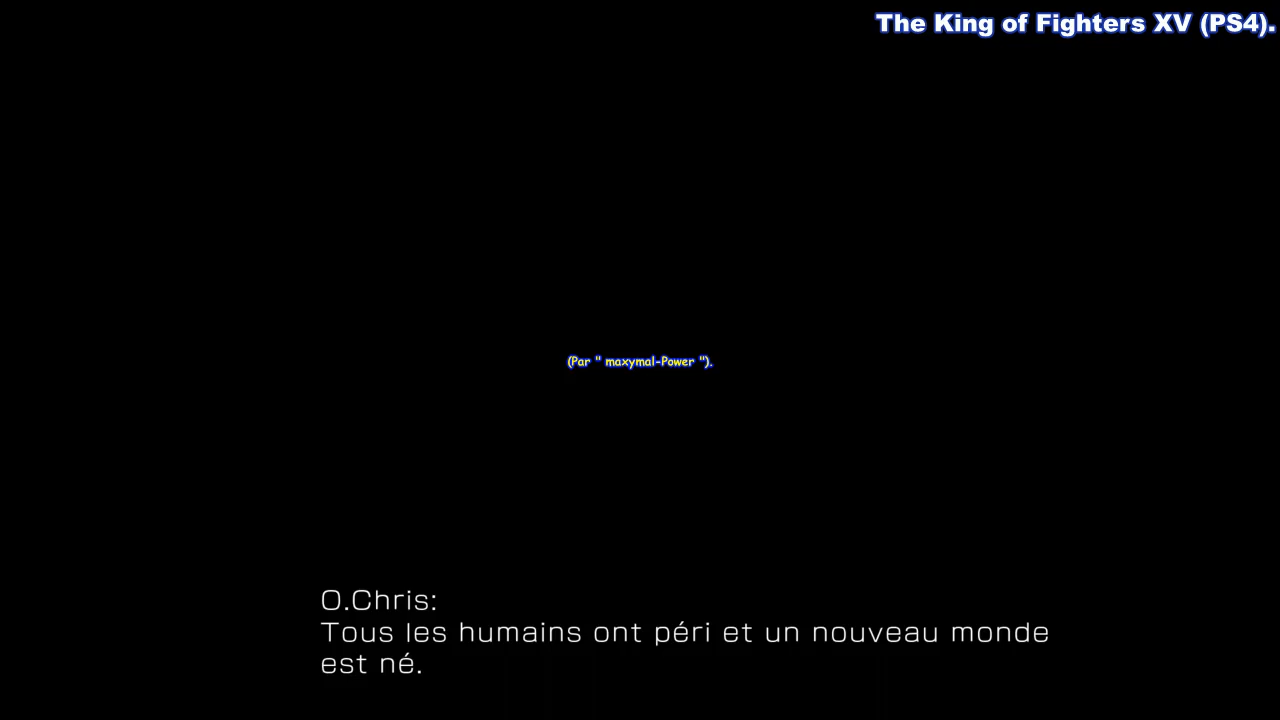 The King of Fighters XV (PS4).
(Par " maxymal-Power ").
O.Chris:
Tous les humains ont péri et un nouveau monde
est né.